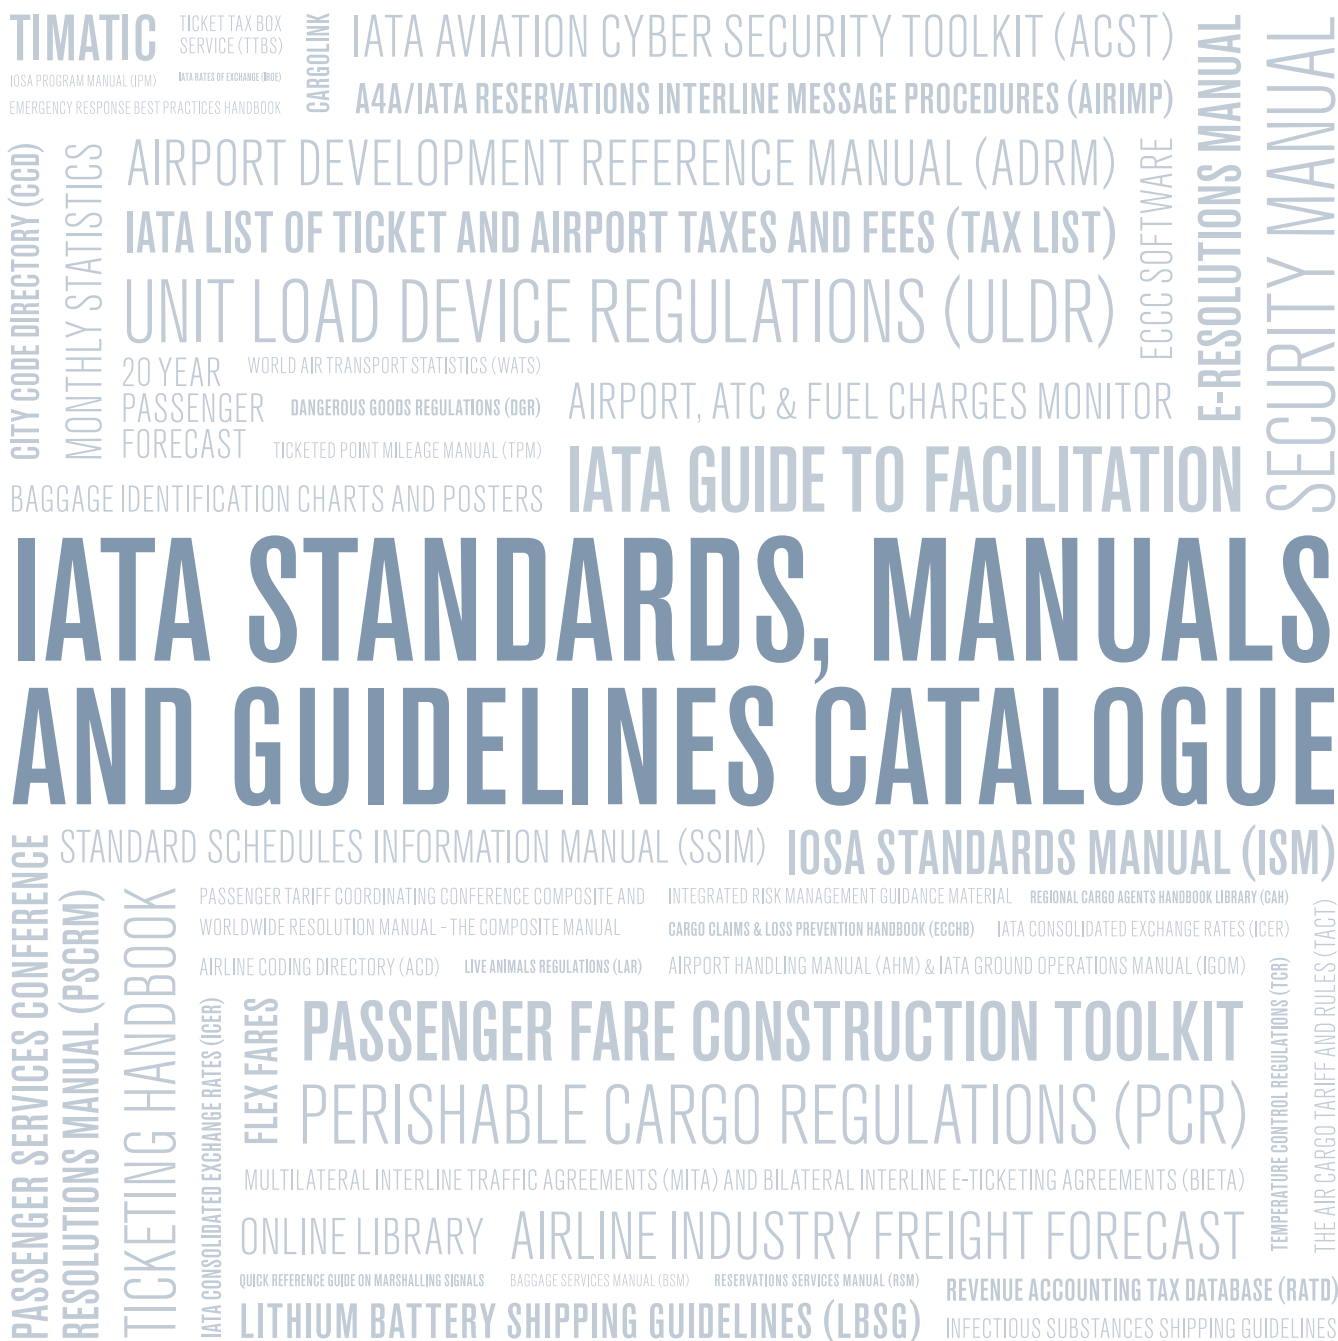 TIMATIC
TICKET TAX BOX
SERVICE (TTBS)
IOSA PROGRAM MANUAL (IPM)
IATA RATES OF EXCHANGE (IROE)
EMERGENCY RESPONSE BEST PRACTICES HANDBOOK
CARGOLINK
IATA AVIATION CYBER SECURITY TOOLKIT (ACST)
A4A/IATA RESERVATIONS INTERLINE MESSAGE PROCEDURES (AIRIMP)
E-RESOLUTIONS MANUAL
SECURITY MANUAL
CITY CODE DIRECTORY (CCD)
MONTHLY STATISTICS
AIRPORT DEVELOPMENT REFERENCE MANUAL (ADRM)
IATA LIST OF TICKET AND AIRPORT TAXES AND FEES (TAX LIST)
UNIT LOAD DEVICE REGULATIONS (ULDR)
ECCC SOFTWARE
20 YEAR
PASSENGER
FORECAST
WORLD AIR TRANSPORT STATISTICS (WATS)
DANGEROUS GOODS REGULATIONS (DGR)
TICKETED POINT MILEAGE MANUAL (TPM)
AIRPORT, ATC & FUEL CHARGES MONITOR
BAGGAGE IDENTIFICATION CHARTS AND POSTERS
IATA GUIDE TO FACILITATION
IATA STANDARDS, MANUALS
AND GUIDELINES CATALOGUE
PASSENGER SERVICES CONFERENCE
RESOLUTIONS MANUAL (PSCRM)
STANDARD SCHEDULES INFORMATION MANUAL (SSIM)
IOSA STANDARDS MANUAL (ISM)
TICKETING HANDBOOK
PASSENGER TARIFF COORDINATING CONFERENCE COMPOSITE AND
WORLDWIDE RESOLUTION MANUAL - THE COMPOSITE MANUAL
INTEGRATED RISK MANAGEMENT GUIDANCE MATERIAL
REGIONAL CARGO AGENTS HANDBOOK LIBRARY (CAH)
CARGO CLAIMS & LOSS PREVENTION HANDBOOK (ECCHB)
IATA CONSOLIDATED EXCHANGE RATES (ICER)
AIRLINE CODING DIRECTORY (ACD)
LIVE ANIMALS REGULATIONS (LAR)
AIRPORT HANDLING MANUAL (AHM) & IATA GROUND OPERATIONS MANUAL (IGOM)
IATA CONSOLIDATED EXCHANGE RATES (ICER)
FLEX FARES
PASSENGER FARE CONSTRUCTION TOOLKIT
PERISHABLE CARGO REGULATIONS (PCR)
TEMPERATURE CONTROL REGULATIONS (TCR)
THE AIR CARGO TARIFF AND RULES (TACT)
MULTILATERAL INTERLINE TRAFFIC AGREEMENTS (MITA) AND BILATERAL INTERLINE E-TICKETING AGREEMENTS (BIETA)
ONLINE LIBRARY
AIRLINE INDUSTRY FREIGHT FORECAST
QUICK REFERENCE GUIDE ON MARSHALLING SIGNALS
BAGGAGE SERVICES MANUAL (BSM)
RESERVATIONS SERVICES MANUAL (RSM)
REVENUE ACCOUNTING TAX DATABASE (RATD)
LITHIUM BATTERY SHIPPING GUIDELINES (LBSG)
INFECTIOUS SUBSTANCES SHIPPING GUIDELINES